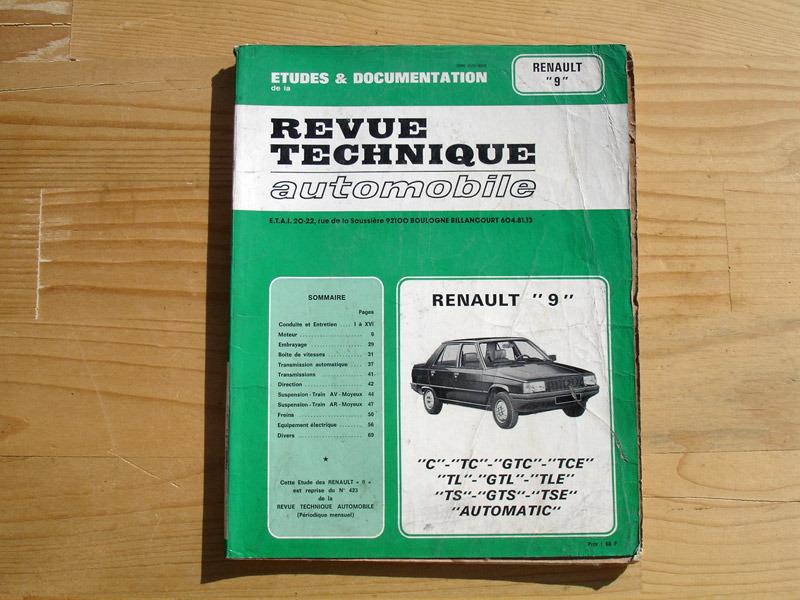 ETUDES & DOCUMENTATION
de la
RENAULT
"9"
REVUE
TECHNIQUE
automobile
E.T.A.I. 20-22, rue de la Saussière 92100 BOULOGNE BILLANCOURT 604.81.13
SOMMAIRE
Pages
Conduite et Entretien .... I à XVI
Moteur .................... 6
Embrayage ................. 29
Boite de vitesses .............. 31
Transmission automatique .... 37
Transmissions ............... 41
Direction ................... 42
Suspension - Train AV - Moyeux 44
Suspension - Train AR - Moyeux 47
Freins ..................... 50
Equipement électrique ....... 56
Divers ..................... 69
★
Cette Etude des RENAULT « 9 »
est reprise du N° 423
de la
REVUE TECHNIQUE AUTOMOBILE
(Périodique mensuel)
RENAULT "9"
"C"-"TC"-"GTC"-"TCE"
"TL"-"GTL"-"TLE"
"TS"-"GTS"-"TSE"
"AUTOMATIC"
Prix : 68 F